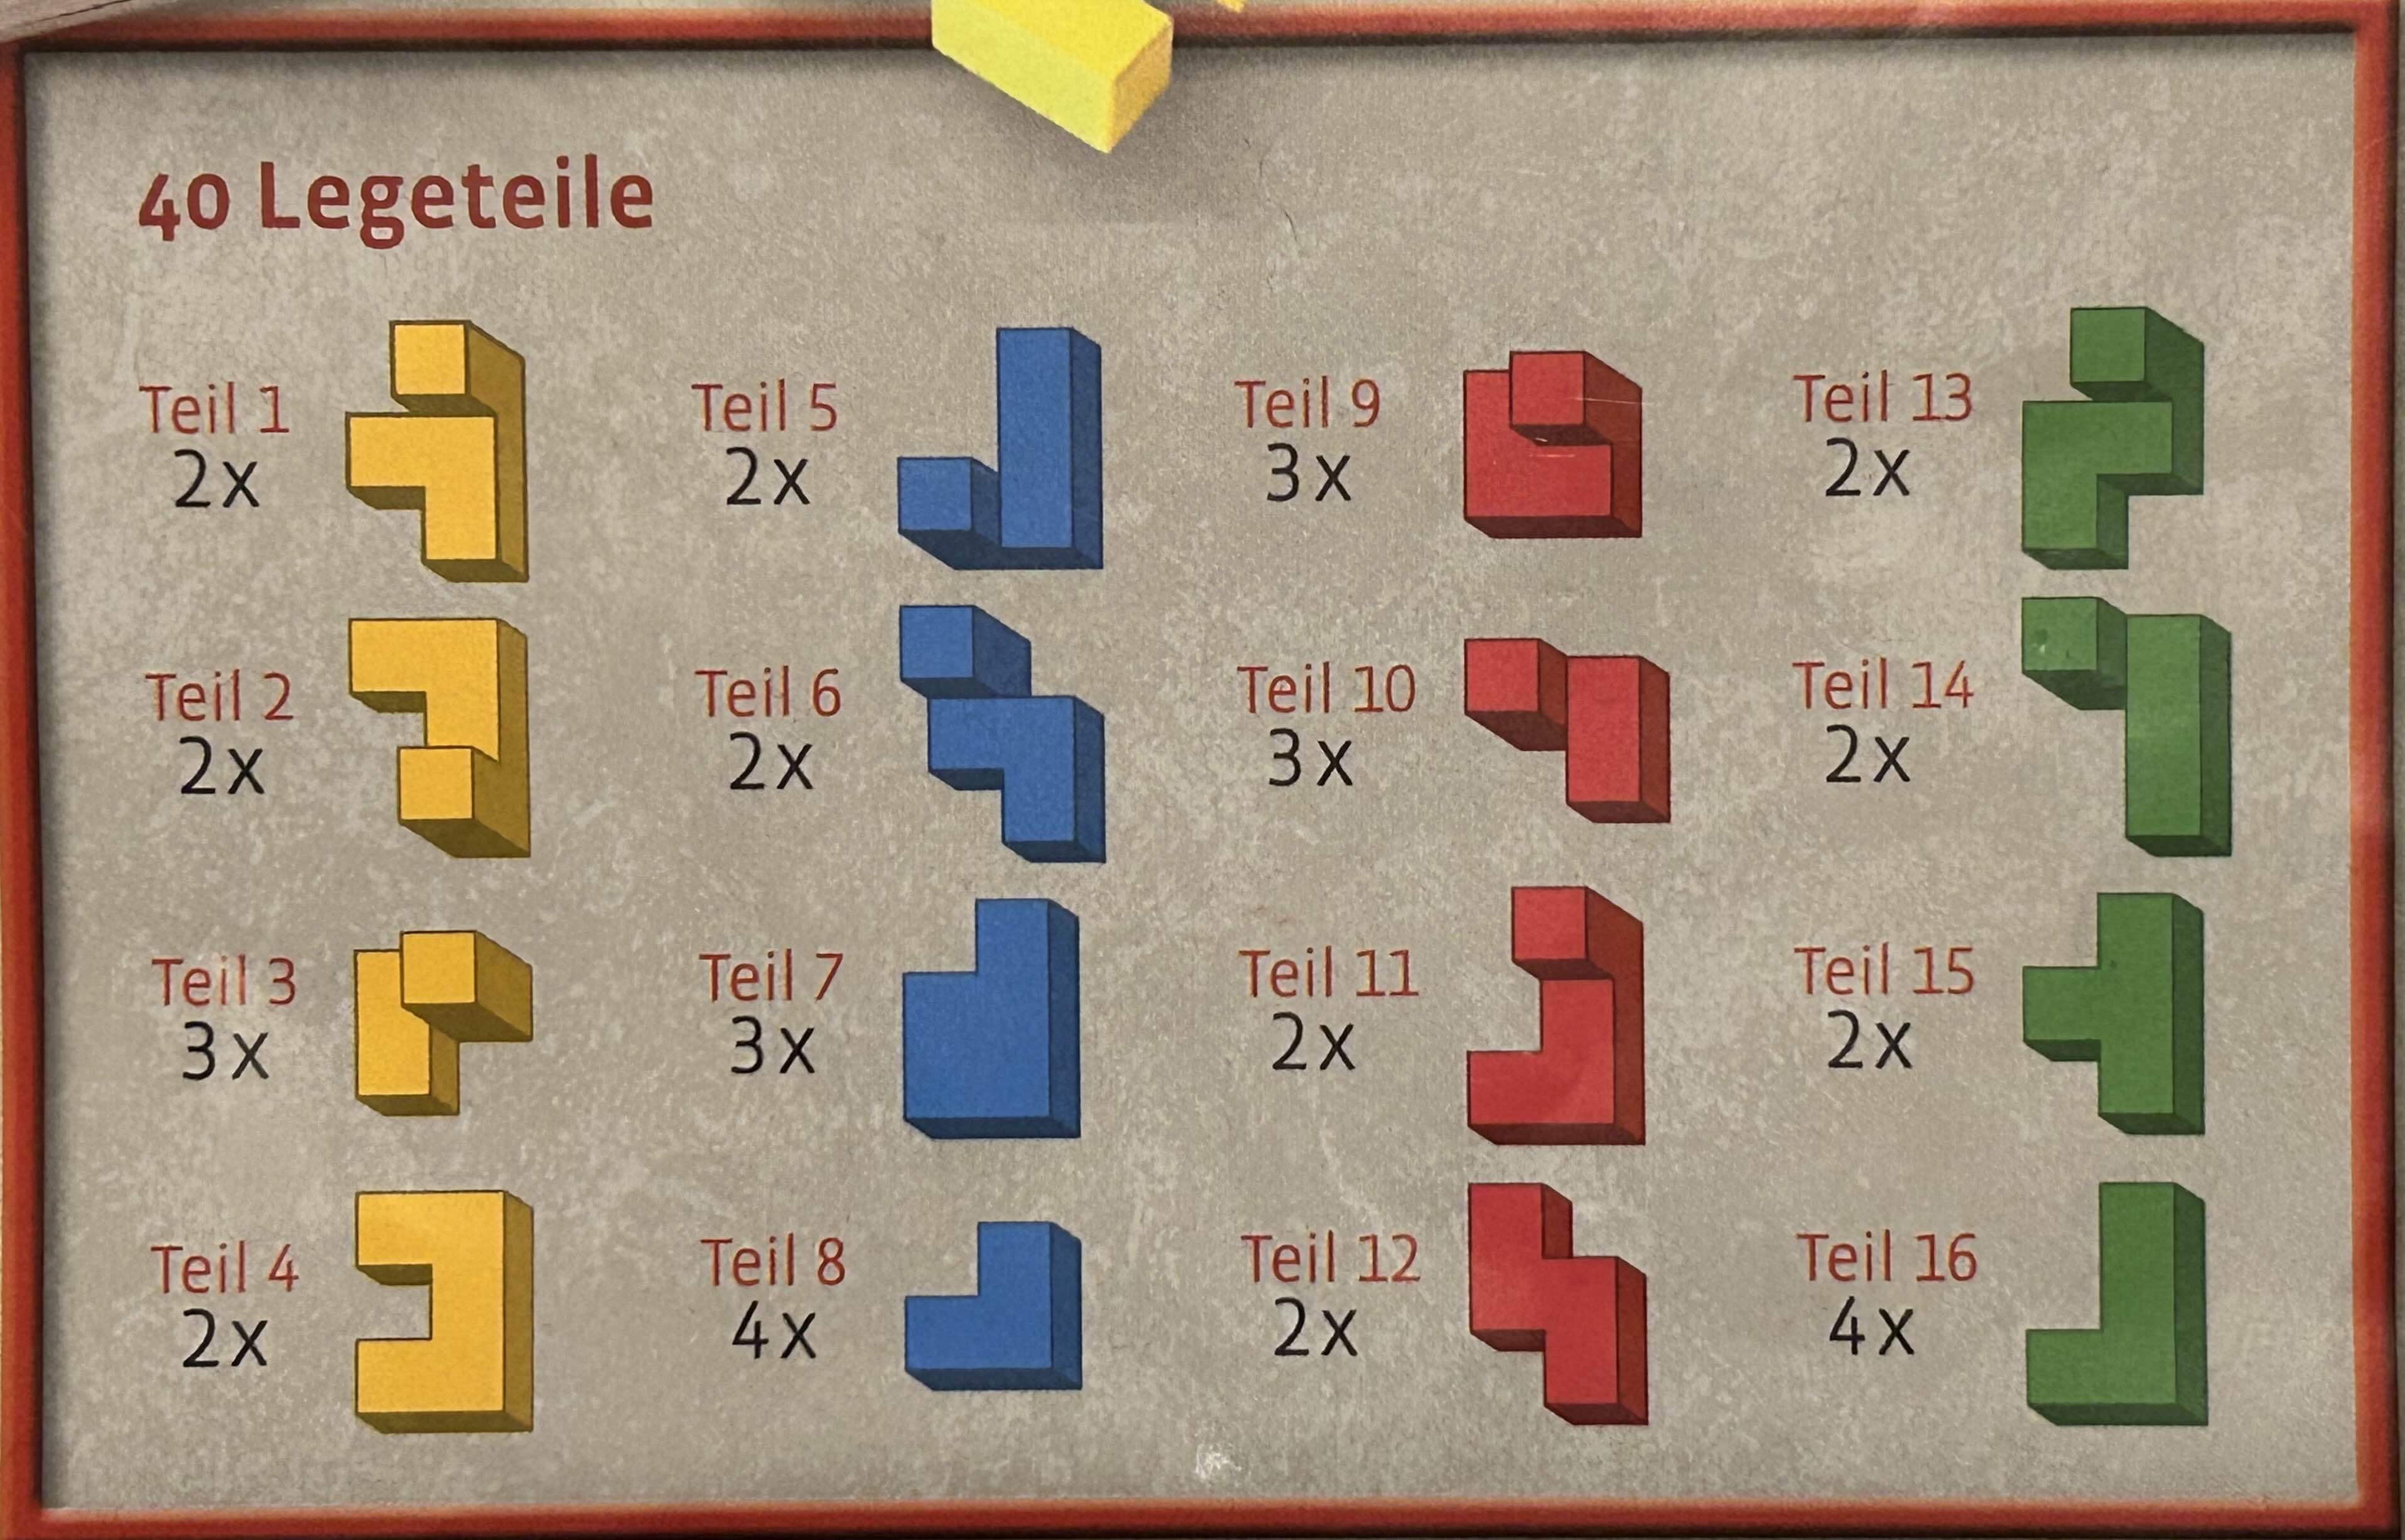 40 Legeteile
Teil 1
2x
Teil 5
2x
Teil 9
3x
Teil 13
2x
Teil 2
2x
Teil 6
2x
Teil 10
3x
Teil 14
2x
Teil 3
3x
Teil 7
3x
Teil 11
2x
Teil 15
2x
Teil 4
2x
Teil 8
4x
Teil 12
2x
Teil 16
4x